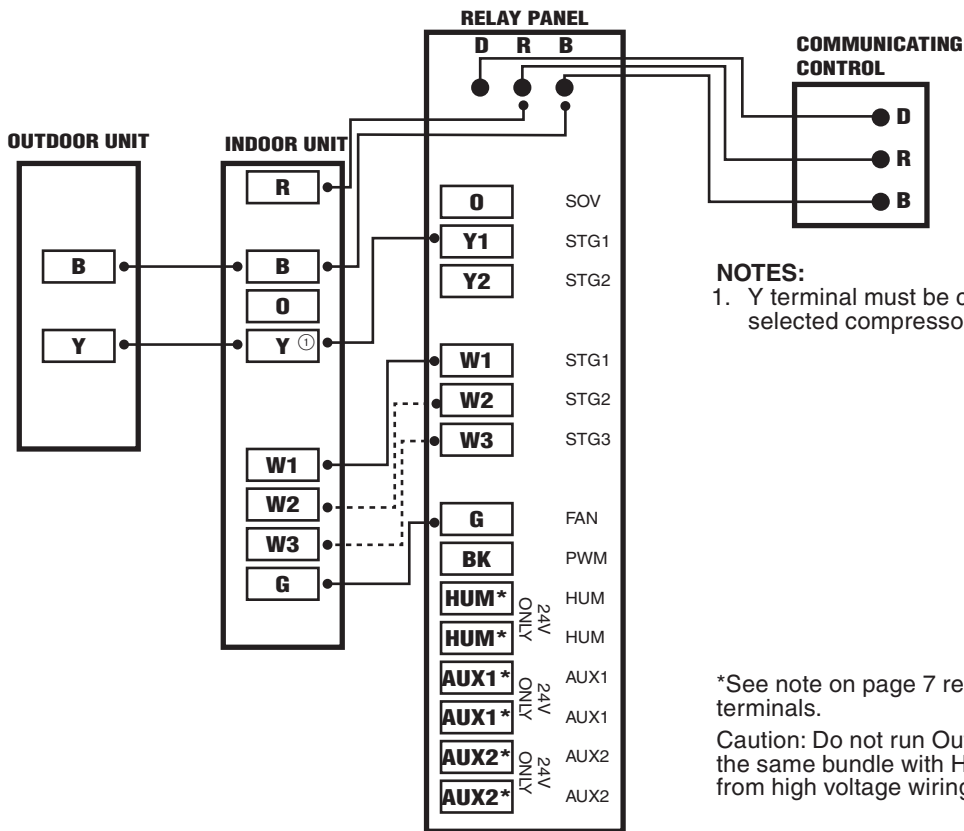 RELAY PANEL
D R B
COMMUNICATING
CONTROL
D
R
B
OUTDOOR UNIT
B
Y
INDOOR UNIT
R
B
O
Y ①
W1
W2
W3
G
O SOV
Y1 STG1
Y2 STG2
W1 STG1
W2 STG2
W3 STG3
G FAN
BK PWM
HUM* HUM
HUM* HUM
24V
ONLY
AUX1* AUX1
AUX1* AUX1
24V
ONLY
AUX2* AUX2
AUX2* AUX2
24V
ONLY
NOTES:
1. Y terminal must be
selected
*See note on page 7
terminals.
Caution: Do not run
the same bundle with
from high voltage wiring